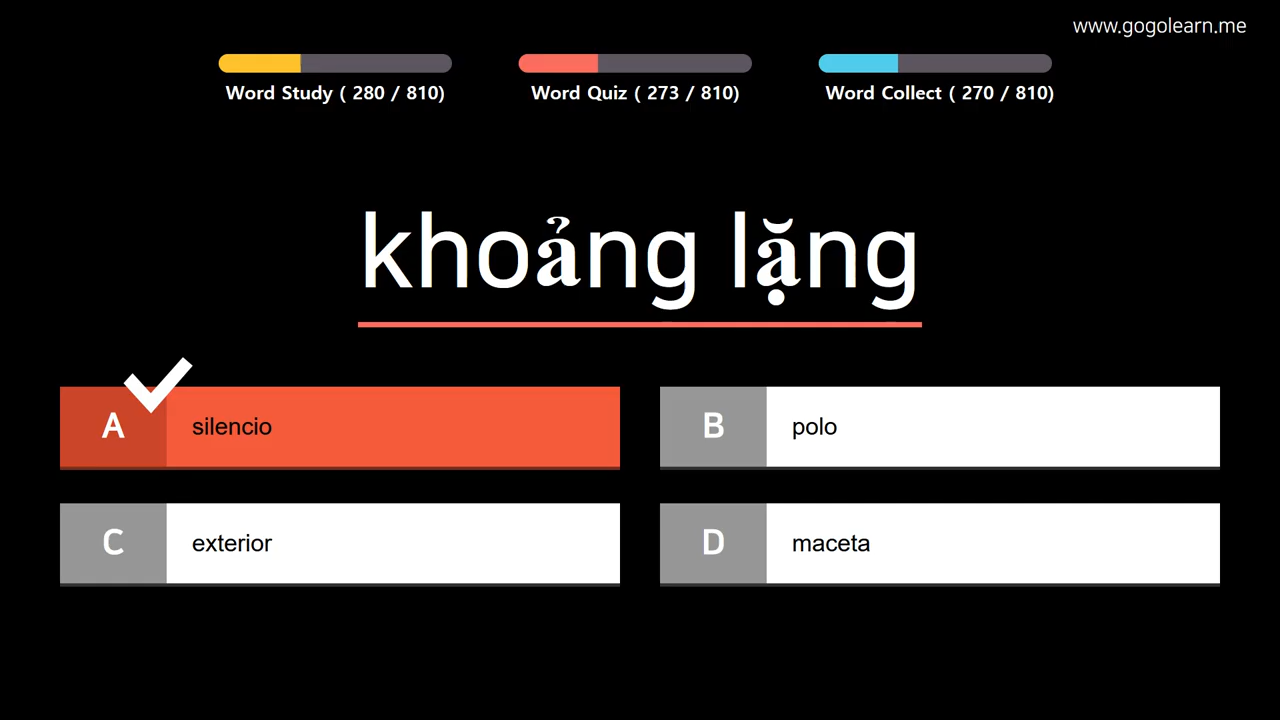 www.gogolearn.me
Word Study ( 280 / 810)
Word Quiz ( 273 / 810)
Word Collect ( 270 / 810)
khoảng lặng
A silencio
B polo
C exterior
D maceta